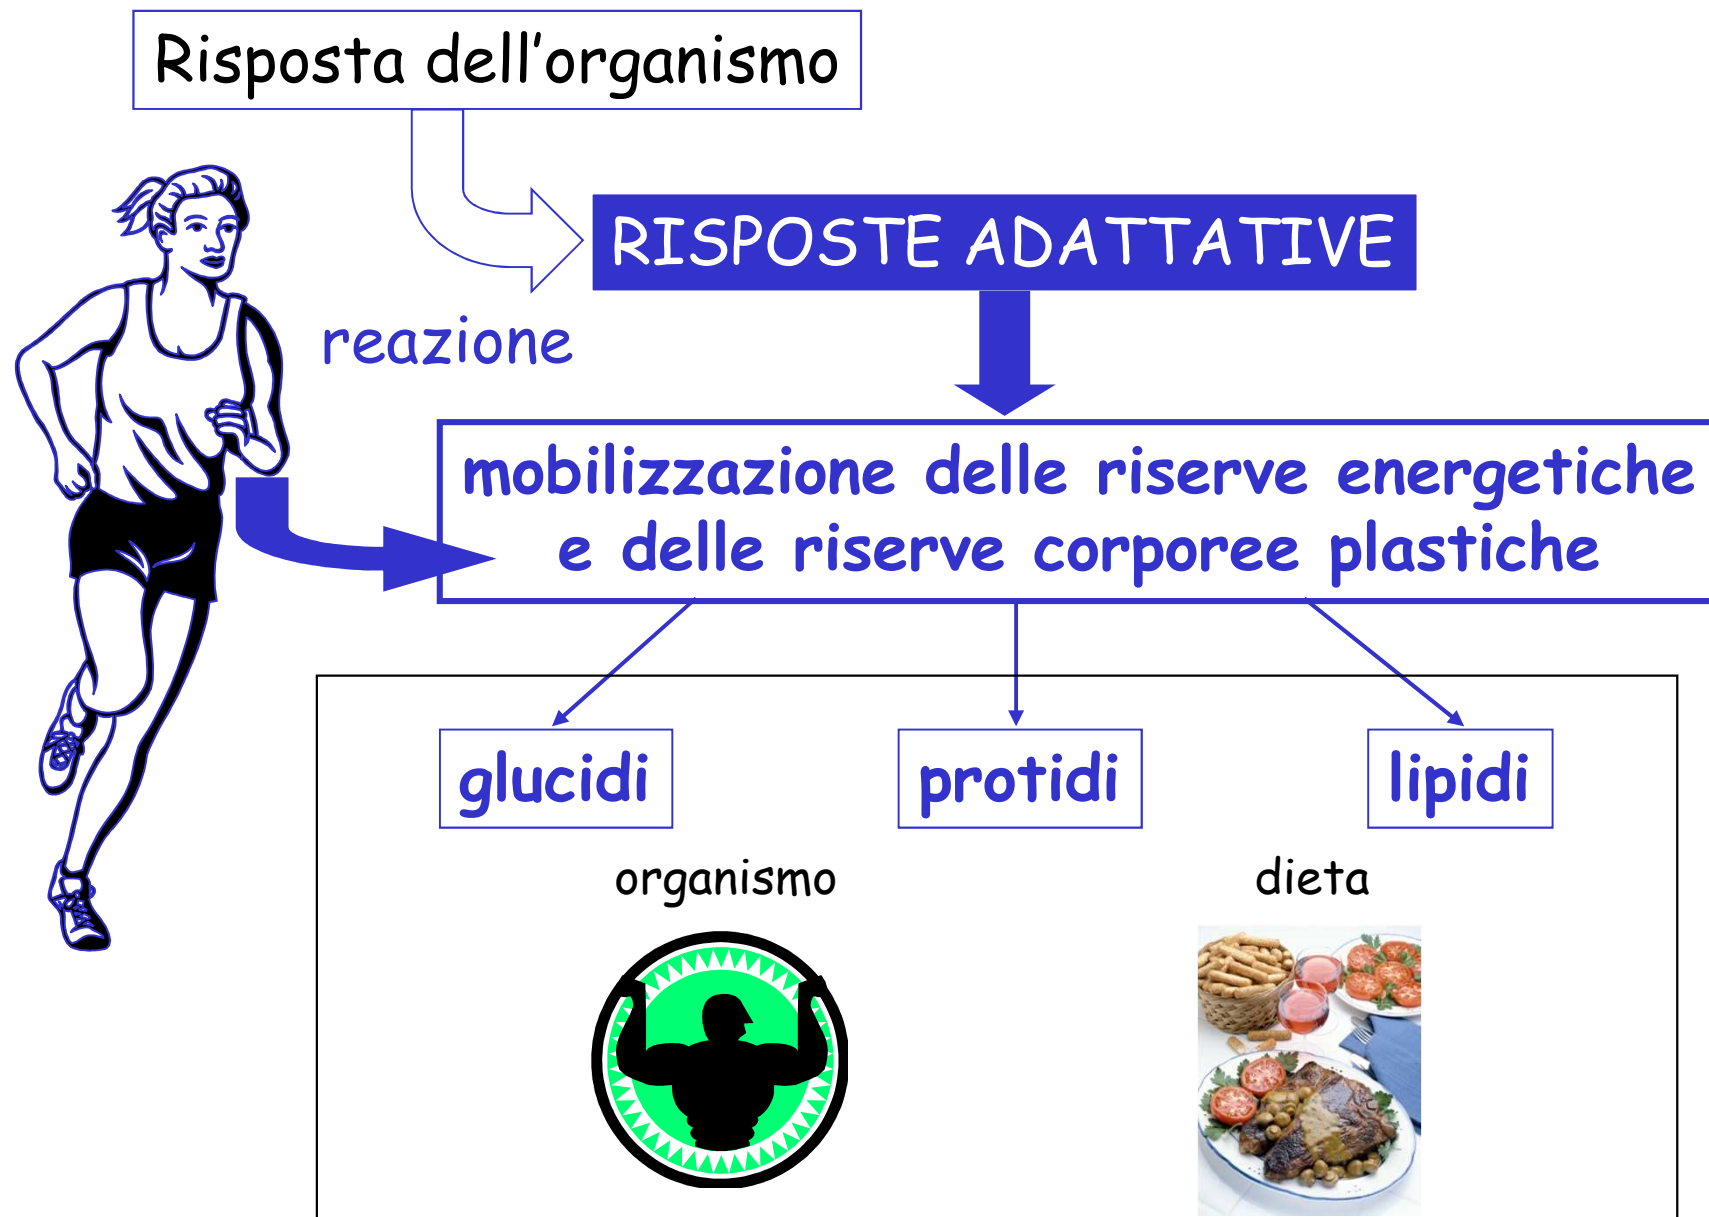 Risposta dell'organismo
RISPOSTE ADATTATIVE
reazione
mobilizzazione delle riserve energetiche
e delle riserve corporee plastiche
glucidi
protidi
lipidi
organismo
dieta